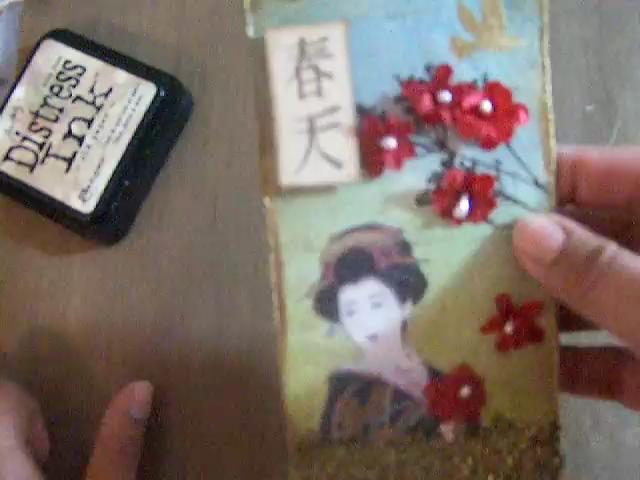 Distress
Ink
春
天